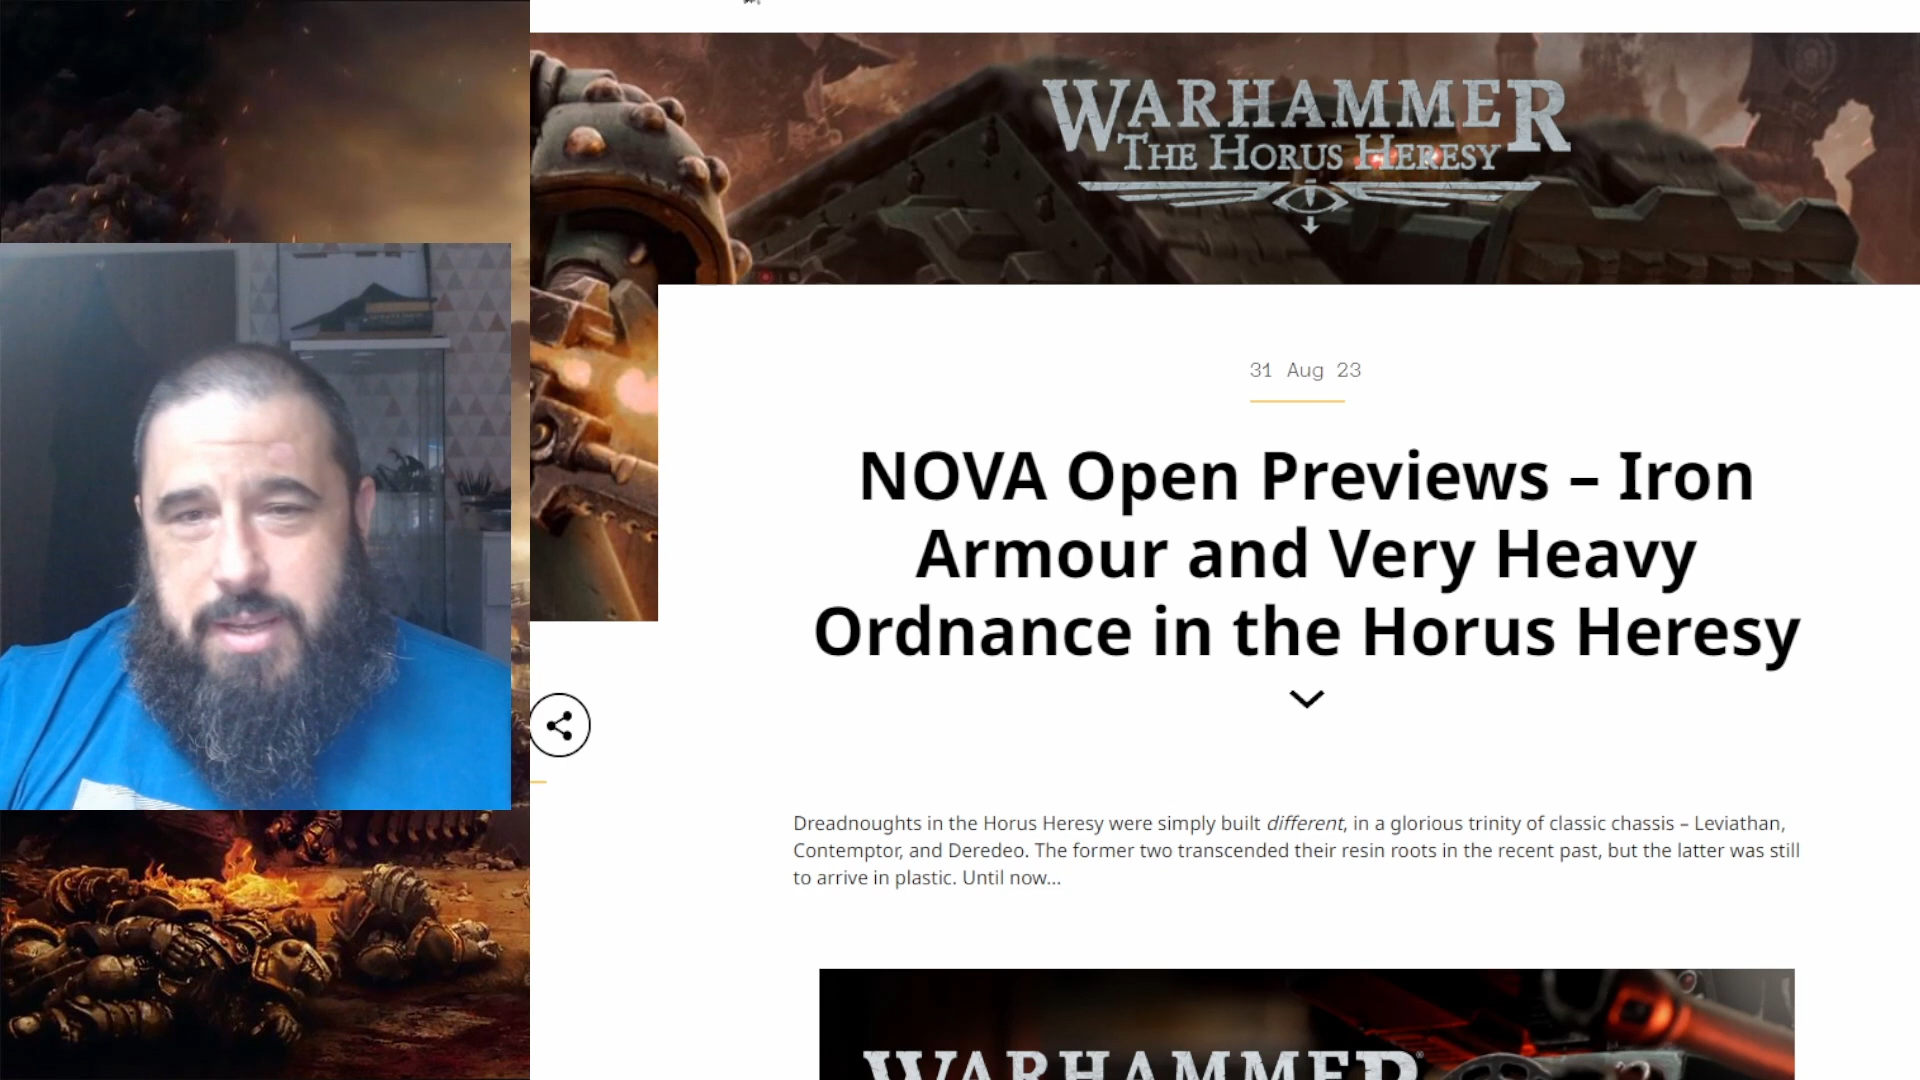 WARHAMMER
THE HORUS HERESY
31 Aug 23
NOVA Open Previews – Iron
Armour and Very Heavy
Ordnance in the Horus Heresy
Dreadnoughts in the Horus Heresy were simply built different, in a glorious trinity of classic chassis – Leviathan,
Contemptor, and Deredeo. The former two transcended their resin roots in the recent past, but the latter was still
to arrive in plastic. Until now...
WARHAMMER